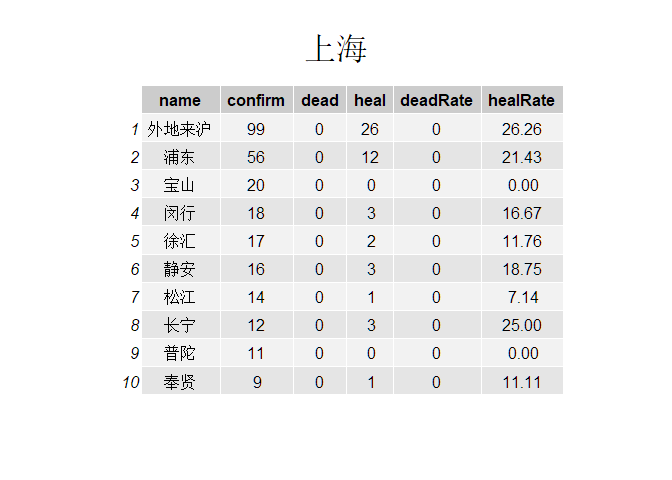 上海
name confirm dead heal deadRate healRate
1 外地来沪 99 0 26 0 26.26
2 浦东 56 0 12 0 21.43
3 宝山 20 0 0 0 0.00
4 闵行 18 0 3 0 16.67
5 徐汇 17 0 2 0 11.76
6 静安 16 0 3 0 18.75
7 松江 14 0 1 0 7.14
8 长宁 12 0 3 0 25.00
9 普陀 11 0 0 0 0.00
10 奉贤 9 0 1 0 11.11